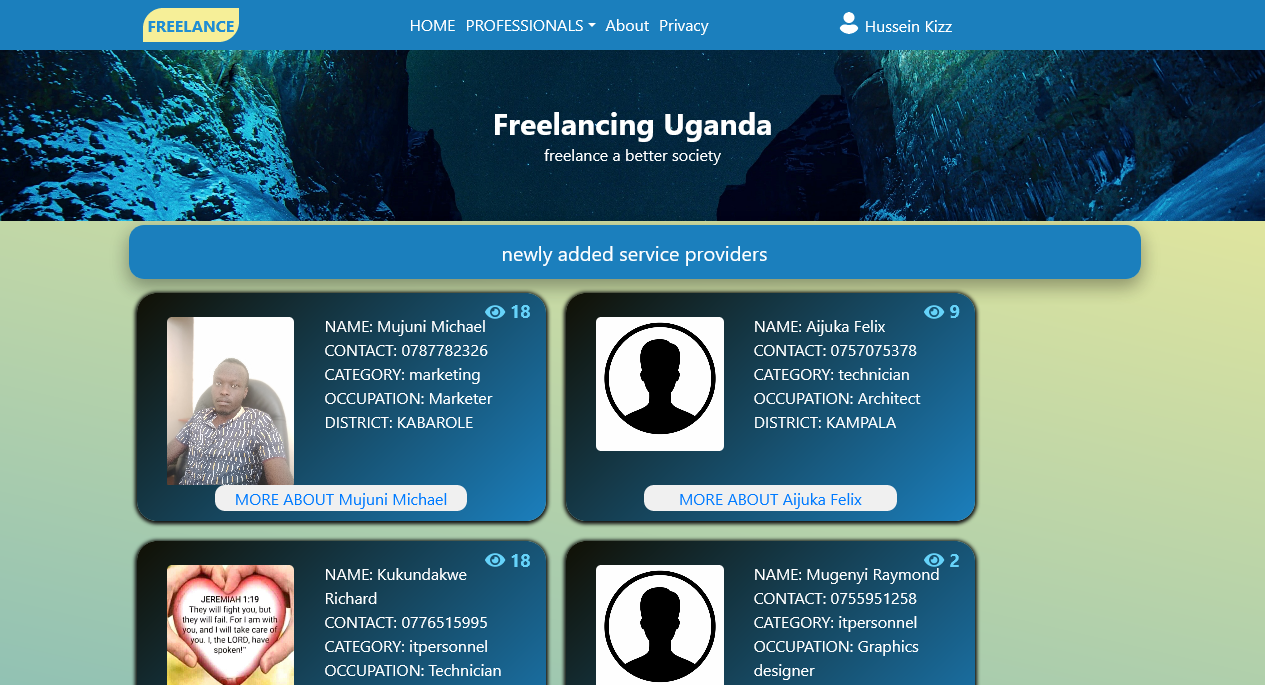 FREELANCE
HOME PROFESSIONALS About Privacy
Hussein Kizz
Freelancing Uganda
freelance a better society
newly added service providers
18
NAME: Mujuni Michael
CONTACT: 0787782326
CATEGORY: marketing
OCCUPATION: Marketer
DISTRICT: KABAROLE
MORE ABOUT Mujuni Michael
9
NAME: Aijuka Felix
CONTACT: 0757075378
CATEGORY: technician
OCCUPATION: Architect
DISTRICT: KAMPALA
MORE ABOUT Aijuka Felix
18
JEREMIAH 1:19
They will fight you, but
they will fail. For I am with
you, and I will take care of
you. I, the LORD, have
spoken!"
NAME: Kukundakwe
Richard
CONTACT: 0776515995
CATEGORY: itpersonnel
OCCUPATION: Technician
2
NAME: Mugenyi Raymond
CONTACT: 0755951258
CATEGORY: itpersonnel
OCCUPATION: Graphics
designer